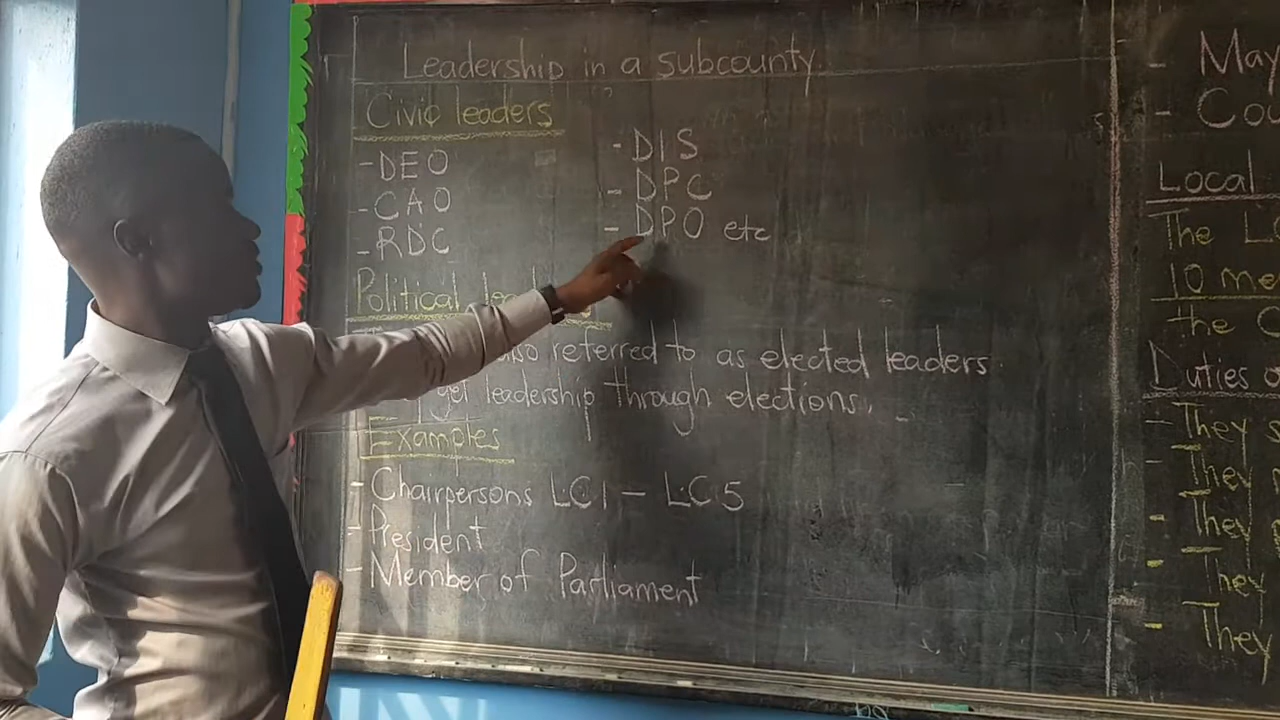 Leadership in a subcounty.
Civic leaders
- DEO
- CAO
- RDC
- DIS
- DPC
- DPO etc
Political
referred to as elected leaders
get leadership through elections.
Examples
- Chairpersons LC1 - LC5
- President
- Member of Parliament
- May
- Cou
Local
The
10 me
the
Duties o
- They
- They
- They
- They
- They